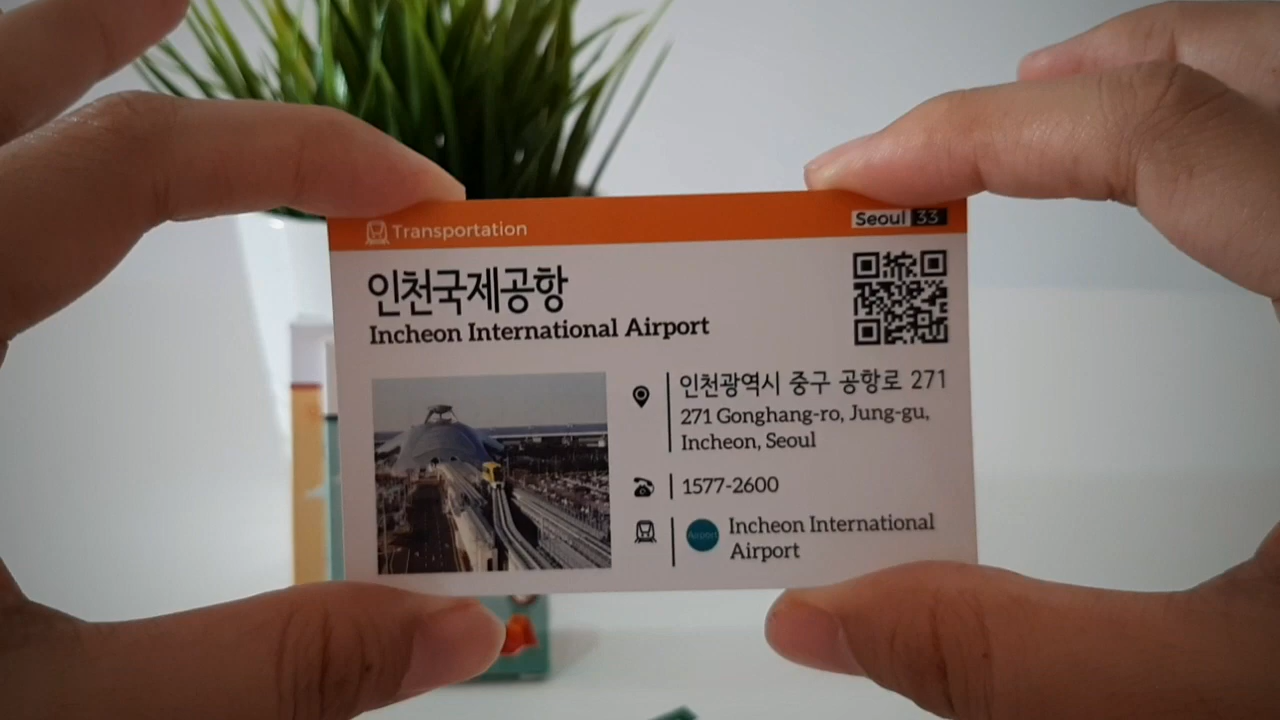 Transportation
Seoul 33
인천국제공항
Incheon International Airport
인천광역시 중구 공항로 271
271 Gonghang-ro, Jung-gu,
Incheon, Seoul
1577-2600
Airport
Incheon International
Airport